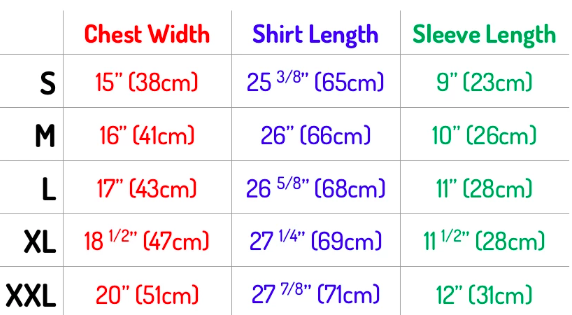 Chest Width Shirt Length Sleeve Length
S 15” (38cm) 25 3/8” (65cm) 9” (23cm)
M 16” (41cm) 26” (66cm) 10” (26cm)
L 17” (43cm) 26 5/8” (68cm) 11” (28cm)
XL 18 1/2” (47cm) 27 1/4” (69cm) 11 1/2” (28cm)
XXL 20” (51cm) 27 7/8” (71cm) 12” (31cm)